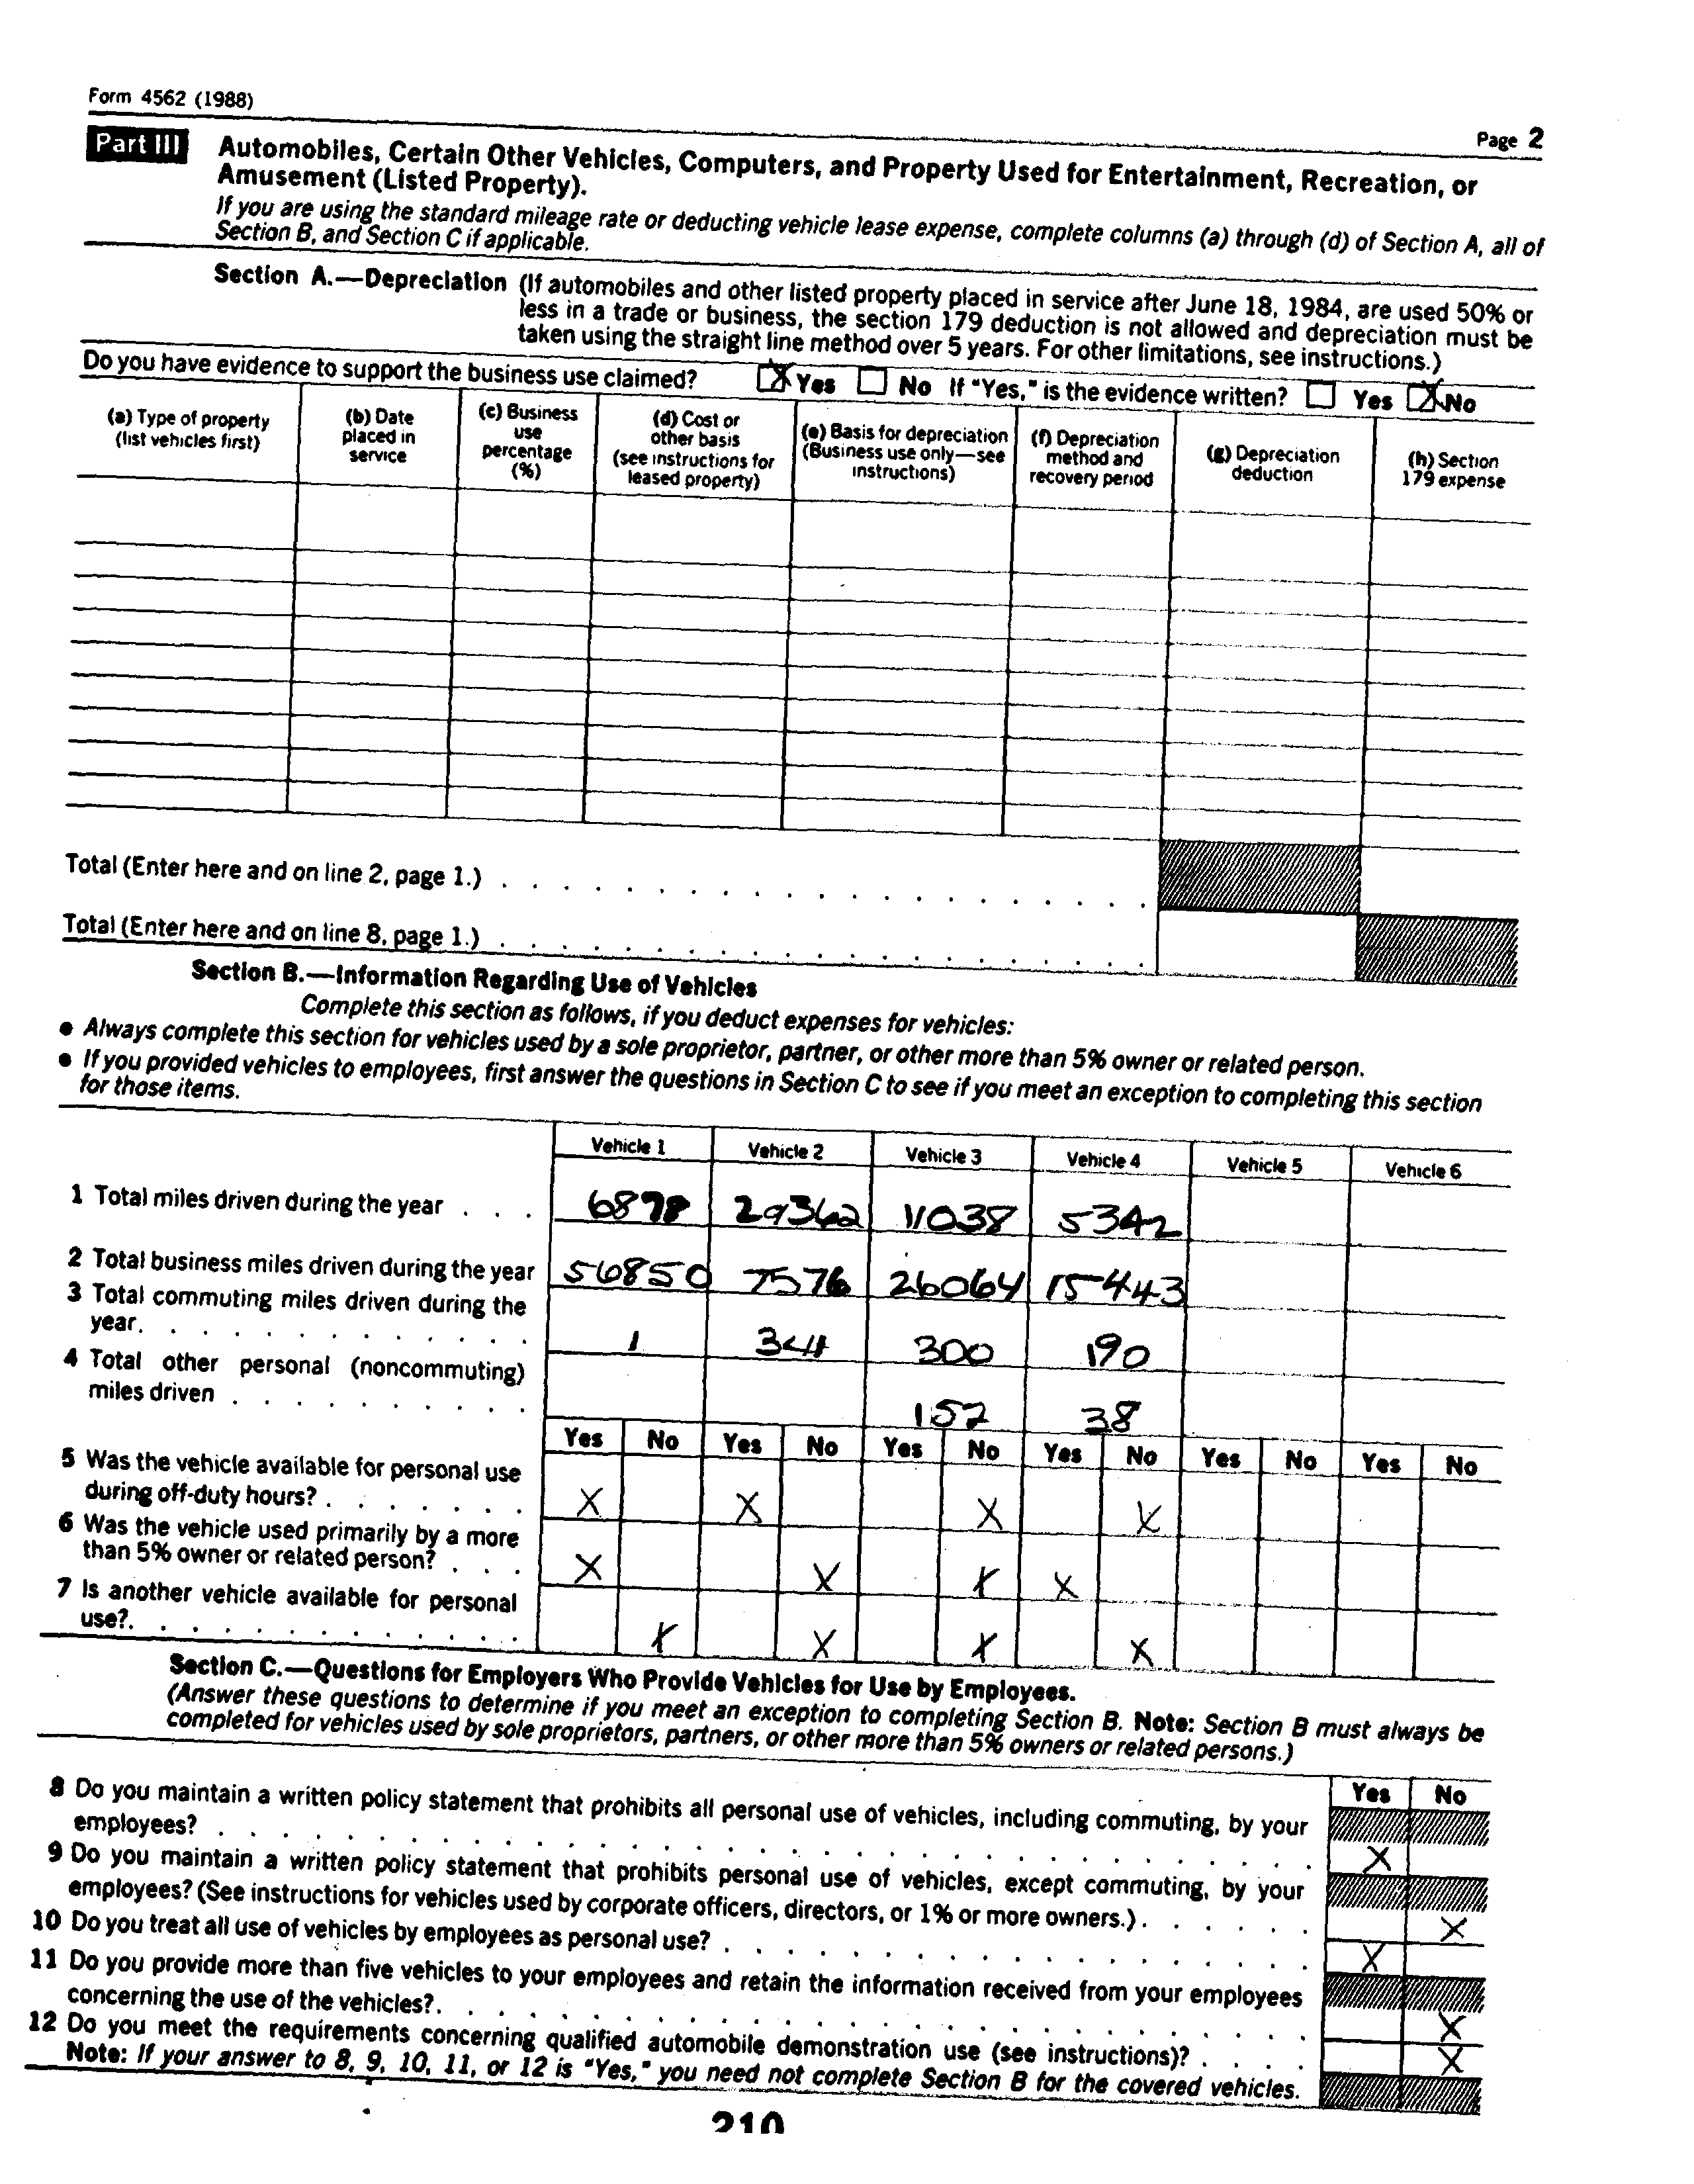 Form 4562 (1988)
Page 2
Part III
Automobiles, Certain Other Vehicles, Computers, and Property Used for Entertainment, Recreation, or
Amusement (Listed Property).
If you are using the standard mileage rate or deducting vehicle lease expense, complete columns (a) through (d) of Section A, all of
Section B, and Section C if applicable.
Section A.—Depreciation (If automobiles and other listed property placed in service after June 18, 1984, are used 50% or
less in a trade or business, the section 179 deduction is not allowed and depreciation must be
taken using the straight line method over 5 years. For other limitations, see instructions.)
Do you have evidence to support the business use claimed? X Yes No If "Yes," is the evidence written? Yes X No
(a) Type of property
(list vehicles first)
(b) Date
placed in
service
(c) Business
use
percentage
(%)
(d) Cost or
other basis
(see instructions for
leased property)
(e) Basis for depreciation
(Business use only—see
instructions)
(f) Depreciation
method and
recovery period
(g) Depreciation
deduction
(h) Section
179 expense
Total (Enter here and on line 2, page 1.) . . . . . . . . . . . . . . . . . . . . .
Total (Enter here and on line 8, page 1.) . . . . . . . . . . . . . . . . . . . . .
Section B.—Information Regarding Use of Vehicles
Complete this section as follows, if you deduct expenses for vehicles:
● Always complete this section for vehicles used by a sole proprietor, partner, or other more than 5% owner or related person.
● If you provided vehicles to employees, first answer the questions in Section C to see if you meet an exception to completing this section
for those items.
Vehicle 1 Vehicle 2 Vehicle 3 Vehicle 4 Vehicle 5 Vehicle 6
1 Total miles driven during the year . . . 6878 29362 11038 5342
2 Total business miles driven during the year 56850 7576 26064 15443
3 Total commuting miles driven during the
year. . . . . . . . . . . . . 1 344 300 190
4 Total other personal (noncommuting)
miles driven . . . . . . . . . . 152 38
Yes No Yes No Yes No Yes No Yes No Yes No
5 Was the vehicle available for personal use
during off-duty hours? . . . . . . . X X X X
6 Was the vehicle used primarily by a more
than 5% owner or related person? . . . X X X X
7 Is another vehicle available for personal
use?. . . . . . . . . . . . . X X X X
Section C.—Questions for Employers Who Provide Vehicles for Use by Employees.
(Answer these questions to determine if you meet an exception to completing Section B. Note: Section B must always be
completed for vehicles used by sole proprietors, partners, or other more than 5% owners or related persons.)
Yes No
8 Do you maintain a written policy statement that prohibits all personal use of vehicles, including commuting, by your
employees? . . . . . . . . . . . . . . . . . . . . . . . . . . . . . . . . . . X
9 Do you maintain a written policy statement that prohibits personal use of vehicles, except commuting, by your
employees? (See instructions for vehicles used by corporate officers, directors, or 1% or more owners.) . . . . . . X
10 Do you treat all use of vehicles by employees as personal use? . . . . . . . . . . . . . . . . . . . X
11 Do you provide more than five vehicles to your employees and retain the information received from your employees
concerning the use of the vehicles?. . . . . . . . . . . . . . . . . . . . . . . . . . . . X
12 Do you meet the requirements concerning qualified automobile demonstration use (see instructions)? . . . . X
Note: If your answer to 8, 9, 10, 11, or 12 is "Yes," you need not complete Section B for the covered vehicles.
210